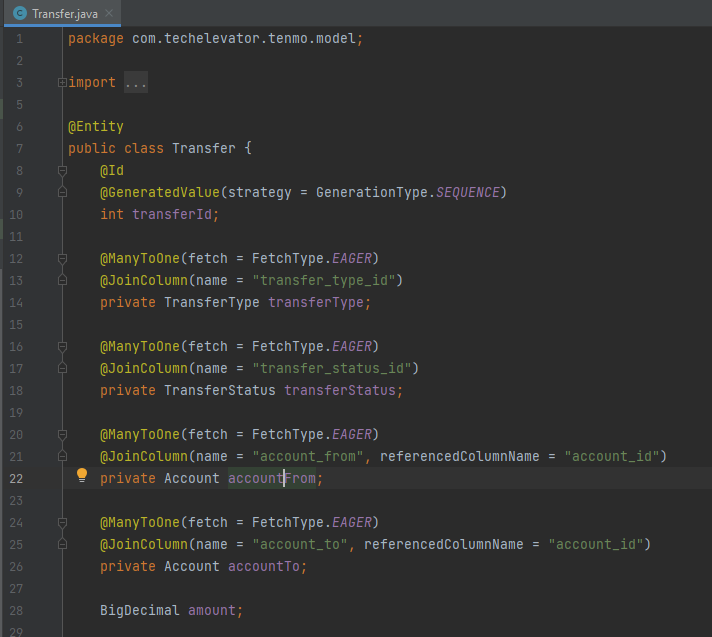 Transfer.java
1 package com.techelevator.tenmo.model;
2
3 import ...
5
6 @Entity
7 public class Transfer {
8 @Id
9 @GeneratedValue(strategy = GenerationType.SEQUENCE)
10 int transferId;
11
12 @ManyToOne(fetch = FetchType.EAGER)
13 @JoinColumn(name = "transfer_type_id")
14 private TransferType transferType;
15
16 @ManyToOne(fetch = FetchType.EAGER)
17 @JoinColumn(name = "transfer_status_id")
18 private TransferStatus transferStatus;
19
20 @ManyToOne(fetch = FetchType.EAGER)
21 @JoinColumn(name = "account_from", referencedColumnName = "account_id")
22 private Account accountFrom;
23
24 @ManyToOne(fetch = FetchType.EAGER)
25 @JoinColumn(name = "account_to", referencedColumnName = "account_id")
26 private Account accountTo;
27
28 BigDecimal amount;
29